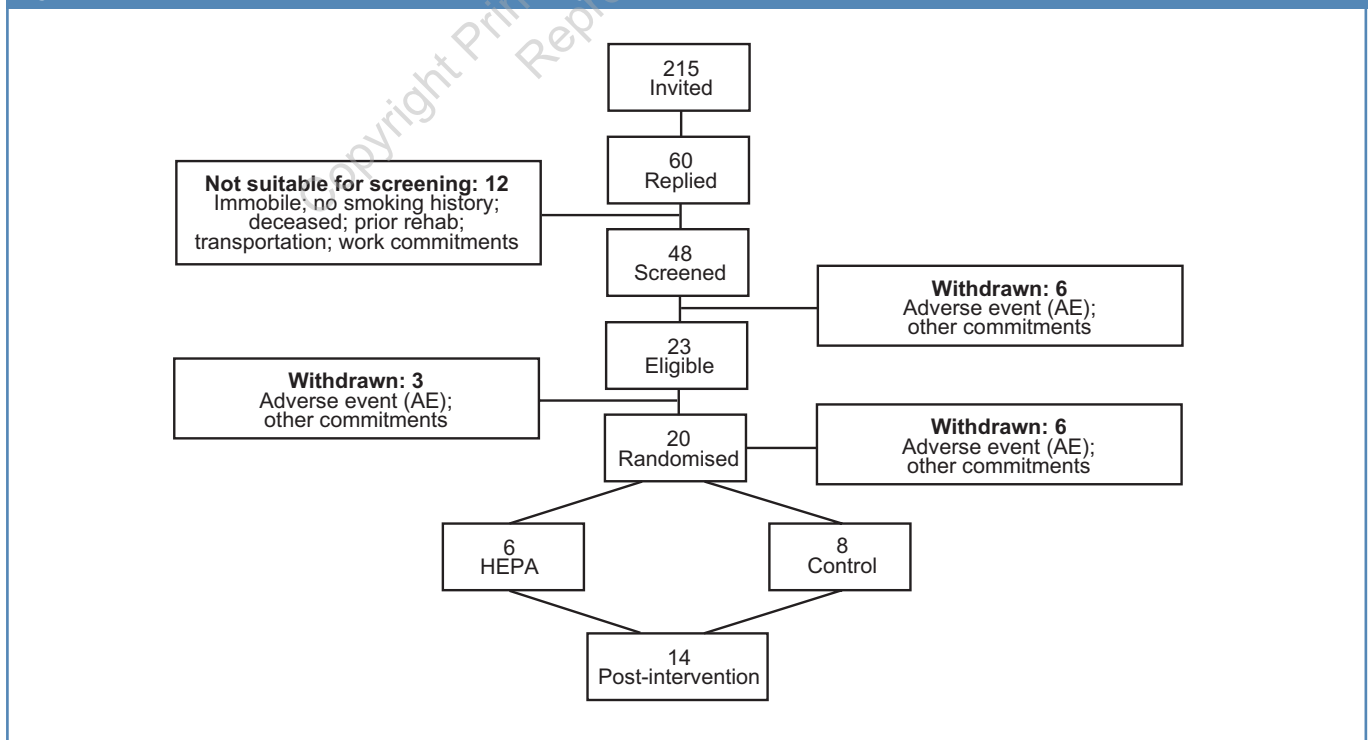 215
Invited
60
Replied
Not suitable for screening: 12
Immobile; no smoking history;
deceased; prior rehab;
transportation; work commitments
48
Screened
Withdrawn: 6
Adverse event (AE);
other commitments
23
Eligible
Withdrawn: 3
Adverse event (AE);
other commitments
20
Randomised
Withdrawn: 6
Adverse event (AE);
other commitments
6
HEPA
8
Control
14
Post-intervention
Copyright